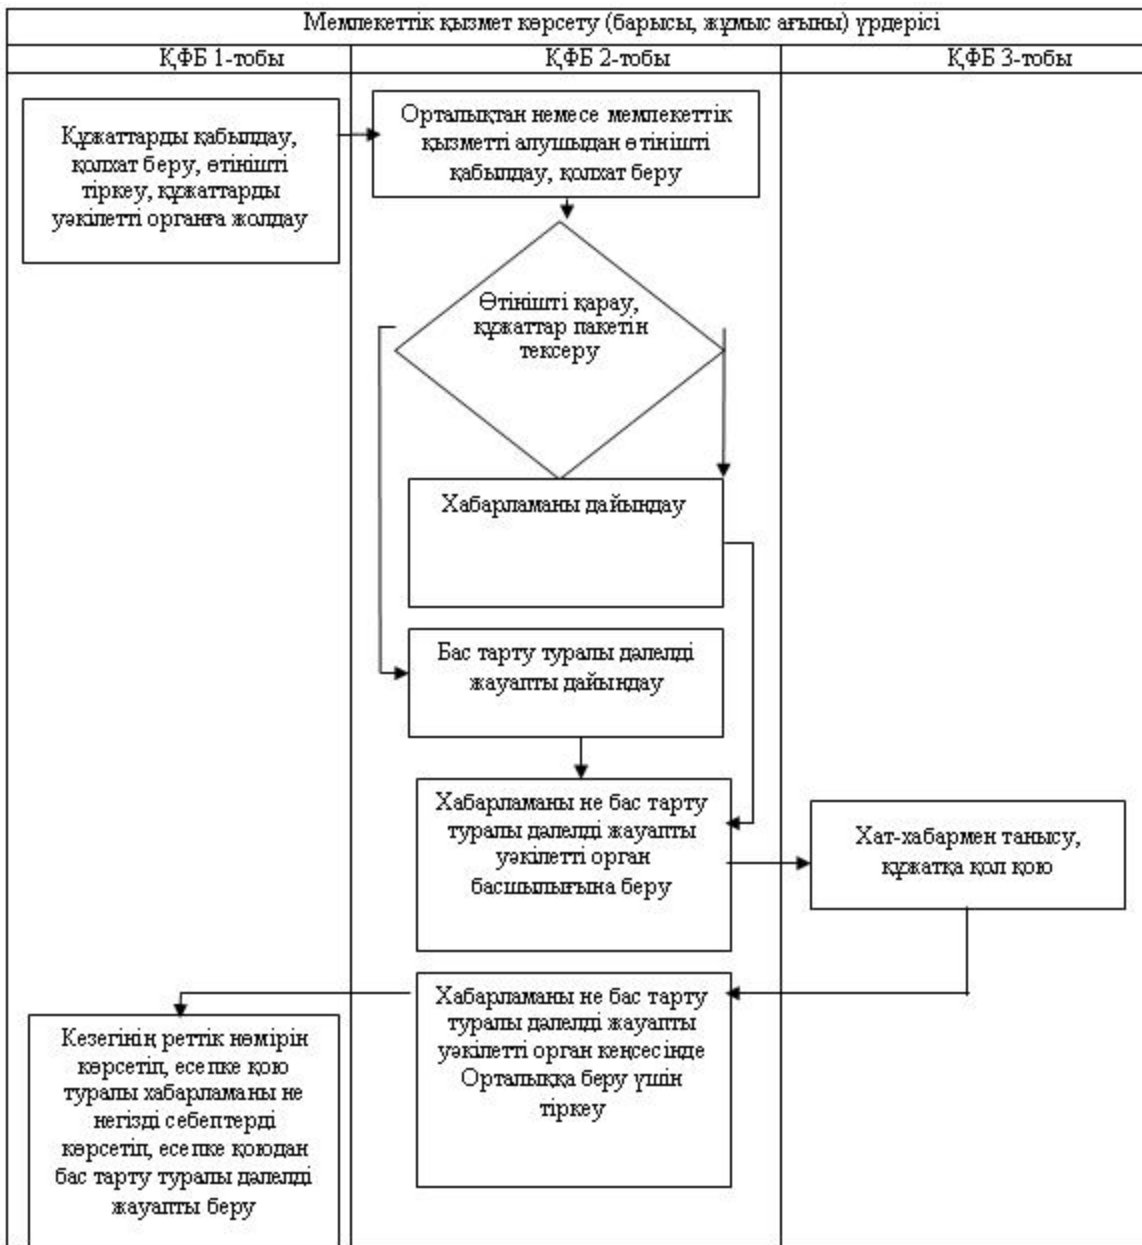 Мемлекеттік қызмет көрсету (барысы, жұмыс ағыны) үрдерісі
ҚФБ 1-тобы
ҚФБ 2-тобы
ҚФБ 3-тобы
Құжаттарды қабылдау,
қолхат беру, өтінішті
тіркеу, құжаттарды
уәкілетті органға жолдау
Орталықтан немесе мемлекеттік
қызметті алушыдан өтінішті
қабылдау, қолхат беру
Өтінішті қарау,
құжаттар пакетін
тексеру
Хабарламаны дайындау
Бас тарту туралы дәлелді
жауапты дайындау
Хабарламаны не бас тарту
туралы дәлелді жауапты
уәкілетті орган
басшылығына беру
Хат-хабармен танысу,
құжатқа қол қою
Хабарламаны не бас тарту
туралы дәлелді жауапты
уәкілетті орган кеңсесінде
Орталыққа беру үшін
тіркеу
Кезегінің реттік нөмірін
көрсетіп, есепке қою
туралы хабарламаны не
негізді себептерді
көрсетіп, есепке қоюдан
бас тарту туралы дәлелді
жауапты беру